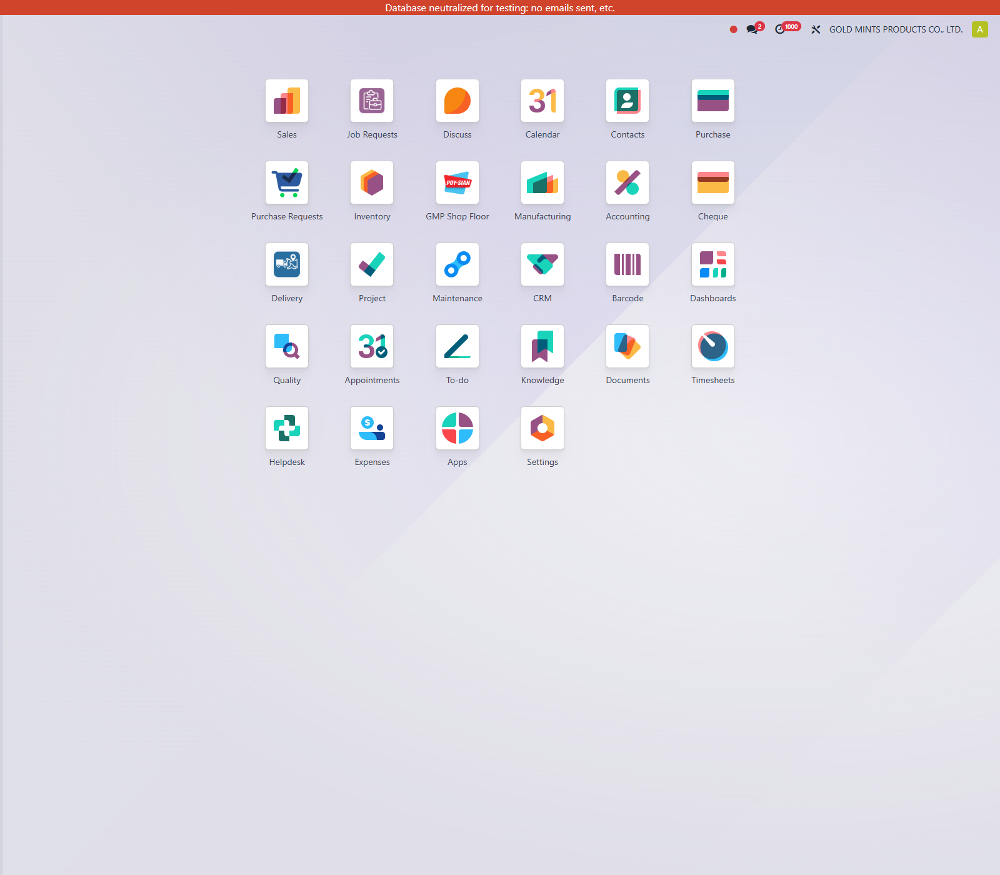 Database neutralized for testing: no emails sent, etc.
2
1000
GOLD MINTS PRODUCTS CO., LTD.
A
31
POY-SIAN
31
$
Sales
Job Requests
Discuss
Calendar
Contacts
Purchase
Purchase Requests
Inventory
GMP Shop Floor
Manufacturing
Accounting
Cheque
Delivery
Project
Maintenance
CRM
Barcode
Dashboards
Quality
Appointments
To-do
Knowledge
Documents
Timesheets
Helpdesk
Expenses
Apps
Settings